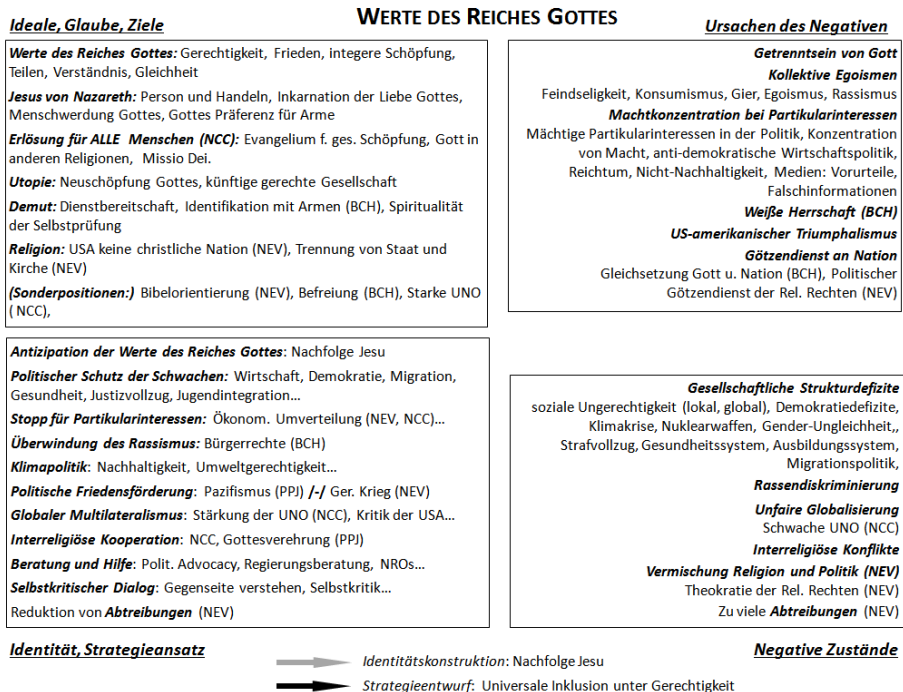 WERTE DES REICHES GOTTES
Ideale, Glaube, Ziele
Werte des Reiches Gottes: Gerechtigkeit, Frieden, integere Schöpfung,
Teilen, Verständnis, Gleichheit
Jesus von Nazareth: Person und Handeln, Inkarnation der Liebe Gottes,
Menschwerdung Gottes, Gottes Präferenz für Arme
Erlösung für ALLE Menschen (NCC): Evangelium f. ges. Schöpfung, Gott in
anderen Religionen, Missio Dei.
Utopie: Neuschöpfung Gottes, künftige gerechte Gesellschaft
Demut: Dienstbereitschaft, Identifikation mit Armen (BCH), Spiritualität
der Selbstprüfung
Religion: USA keine christliche Nation (NEV), Trennung von Staat und
Kirche (NEV)
(Sonderpositionen:) Bibelorientierung (NEV), Befreiung (BCH), Starke UNO
( NCC),
Ursachen des Negativen
Getrenntsein von Gott
Kollektive Egoismen
Feindseligkeit, Konsumismus, Gier, Egoismus, Rassismus
Machtkonzentration bei Partikularinteressen
Mächtige Partikularinteressen in der Politik, Konzentration
von Macht, anti-demokratische Wirtschaftspolitik,
Reichtum, Nicht-Nachhaltigkeit, Medien: Vorurteile,
Falschinformationen
Weiße Herrschaft (BCH)
US-amerikanischer Triumphalismus
Götzendienst an Nation
Gleichsetzung Gott u. Nation (BCH), Politischer
Götzendienst der Rel. Rechten (NEV)
Antizipation der Werte des Reiches Gottes: Nachfolge Jesu
Politischer Schutz der Schwachen: Wirtschaft, Demokratie, Migration,
Gesundheit, Justizvollzug, Jugendintegration...
Stopp für Partikularinteressen: Ökonom. Umverteilung (NEV, NCC)...
Überwindung des Rassismus: Bürgerrechte (BCH)
Klimapolitik: Nachhaltigkeit, Umweltgerechtigkeit...
Politische Friedensförderung: Pazifismus (PPJ) /-/ Ger. Krieg (NEV)
Globaler Multilateralismus: Stärkung der UNO (NCC), Kritik der USA...
Interreligiöse Kooperation: NCC, Gottesverehrung (PPJ)
Beratung und Hilfe: Polit. Advocacy, Regierungsberatung, NROs...
Selbstkritischer Dialog: Gegenseite verstehen, Selbstkritik...
Reduktion von Abtreibungen (NEV)
Identität, Strategieansatz
Gesellschaftliche Strukturdefizite
soziale Ungerechtigkeit (lokal, global), Demokratiedefizite,
Klimakrise, Nuklearwaffen, Gender-Ungleichheit,,
Strafvollzug, Gesundheitssystem, Ausbildungssystem,
Migrationspolitik,
Rassendiskriminierung
Unfaire Globalisierung
Schwache UNO (NCC)
Interreligiöse Konflikte
Vermischung Religion und Politik (NEV)
Theokratie der Rel. Rechten (NEV)
Zu viele Abtreibungen (NEV)
Negative Zustände
Identitätskonstruktion: Nachfolge Jesu
Strategieentwurf: Universale Inklusion unter Gerechtigkeit